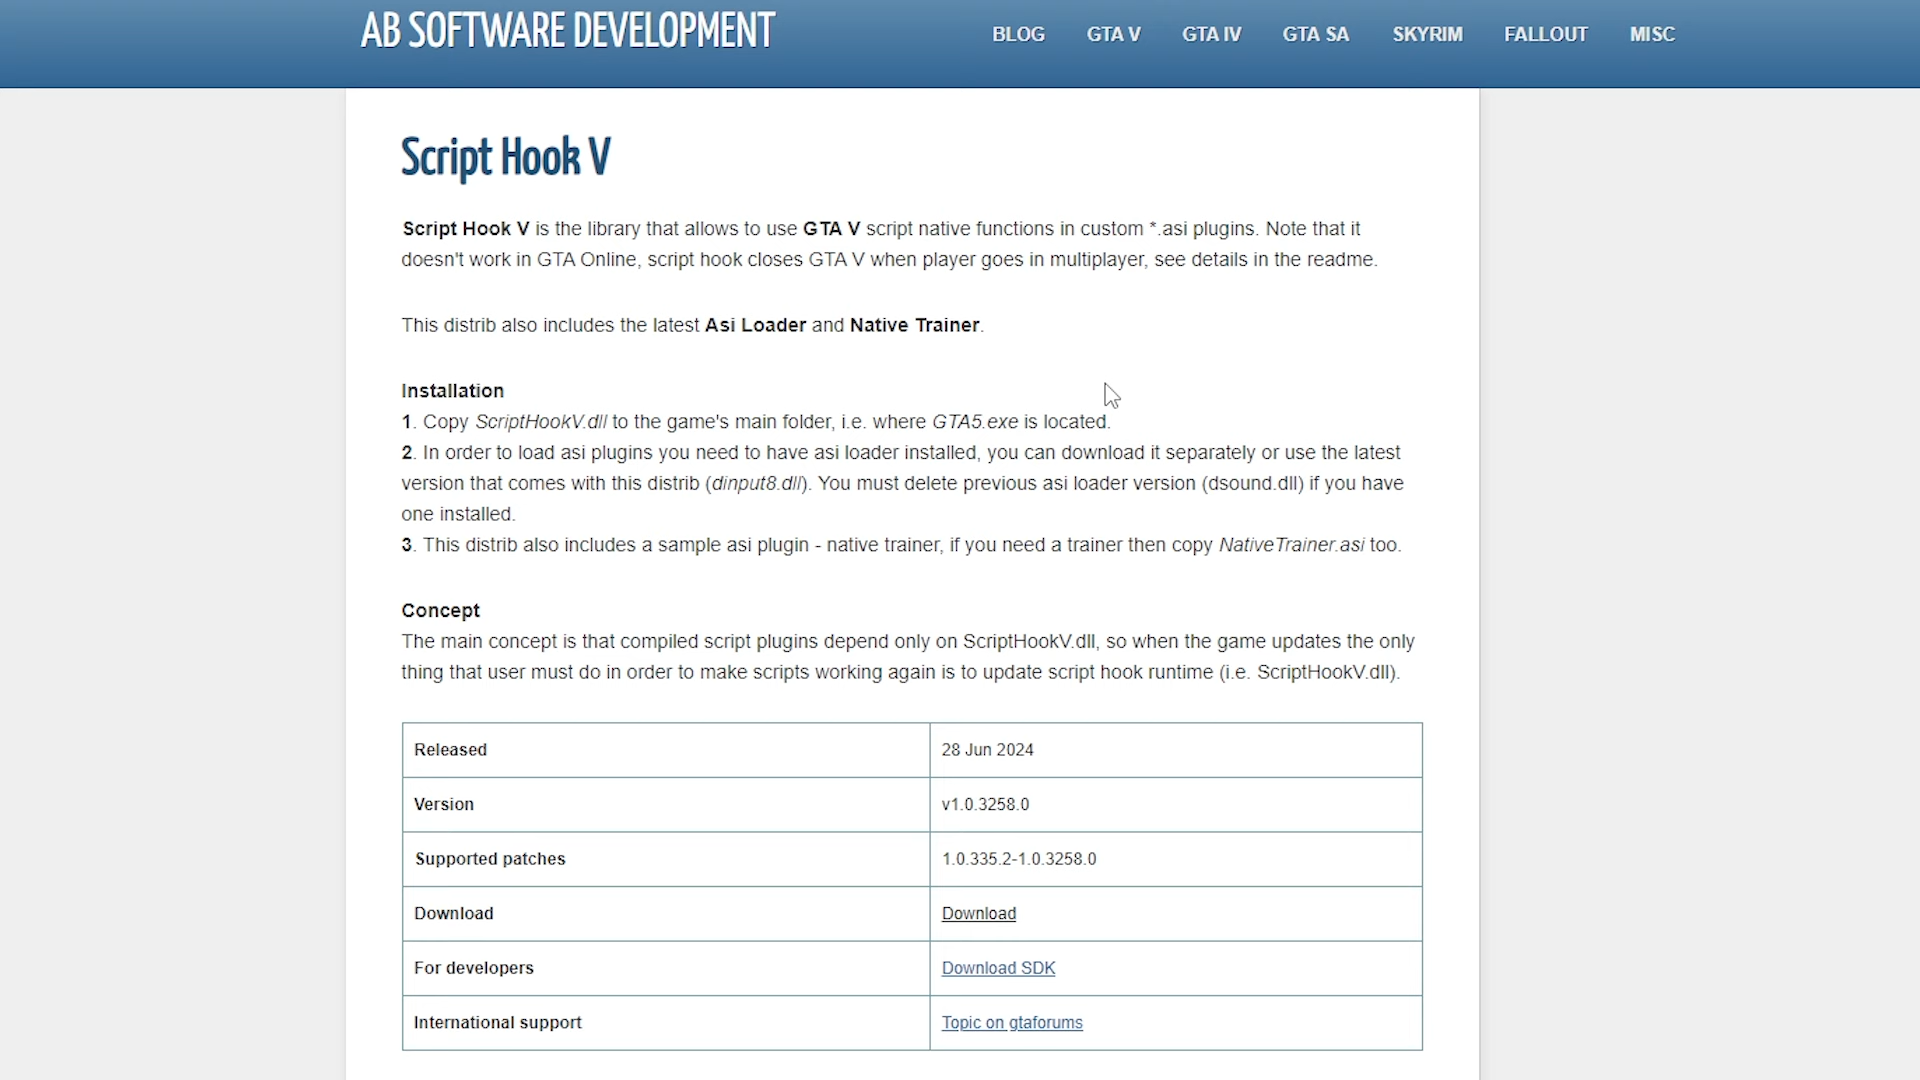 AB SOFTWARE DEVELOPMENT
BLOG GTA V GTA IV GTA SA SKYRIM FALLOUT MISC
Script Hook V
Script Hook V is the library that allows to use GTA V script native functions in custom *.asi plugins. Note that it
doesn't work in GTA Online, script hook closes GTA V when player goes in multiplayer, see details in the readme.
This distrib also includes the latest Asi Loader and Native Trainer.
Installation
1. Copy ScriptHookV.dll to the game's main folder, i.e. where GTA5.exe is located.
2. In order to load asi plugins you need to have asi loader installed, you can download it separately or use the latest
version that comes with this distrib (dinput8.dll). You must delete previous asi loader version (dsound.dll) if you have
one installed.
3. This distrib also includes a sample asi plugin - native trainer, if you need a trainer then copy NativeTrainer.asi too.
Concept
The main concept is that compiled script plugins depend only on ScriptHookV.dll, so when the game updates the only
thing that user must do in order to make scripts working again is to update script hook runtime (i.e. ScriptHookV.dll).
Released 28 Jun 2024
Version v1.0.3258.0
Supported patches 1.0.335.2-1.0.3258.0
Download Download
For developers Download SDK
International support Topic on gtaforums